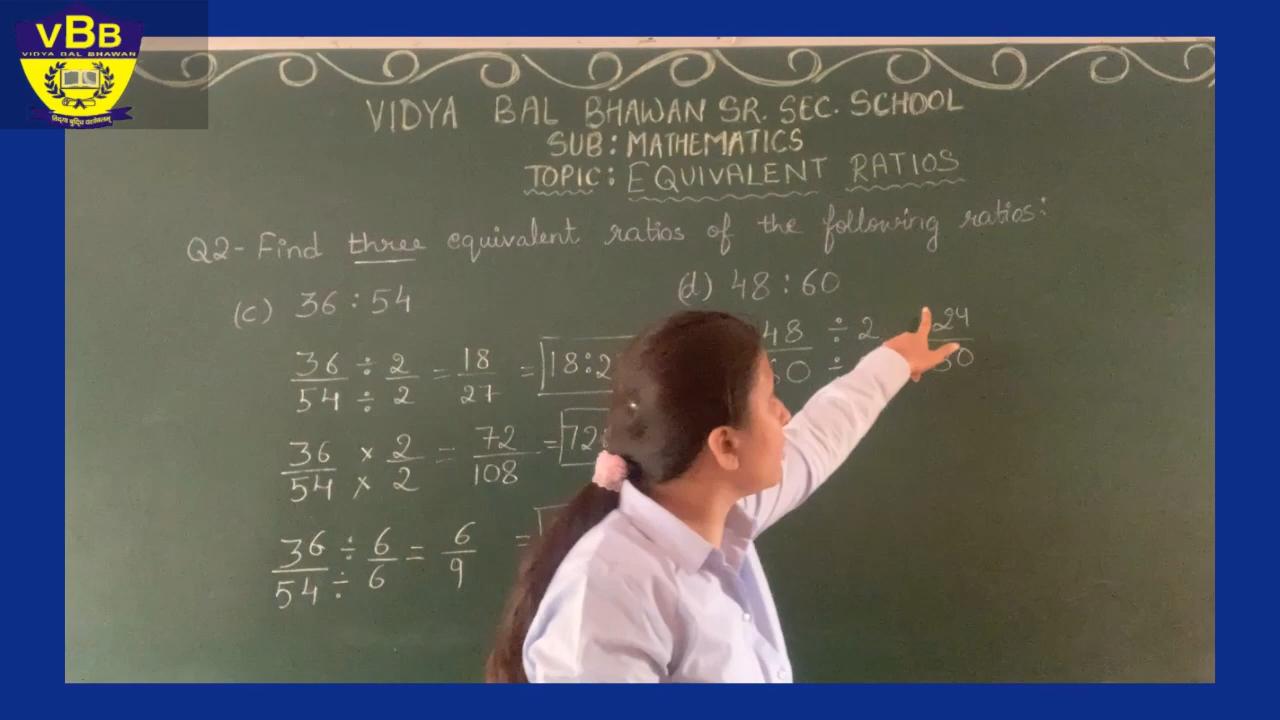 VBB
VIDYA BAL BHAWAN
VIDYA BAL BHAWAN SR. SEC. SCHOOL
SUB: MATHEMATICS
TOPIC: EQUIVALENT RATIOS
Q2- Find three equivalent ratios of the following ratios:
(c) 36 : 54
36 ÷ 2 = 18 = 18:2
54 ÷ 2 27
36 × 2 = 72 = 72:
54 × 2 108
36 ÷ 6 = 6 =
54 ÷ 6 9
(d) 48 : 60
48 ÷ 2 24
÷